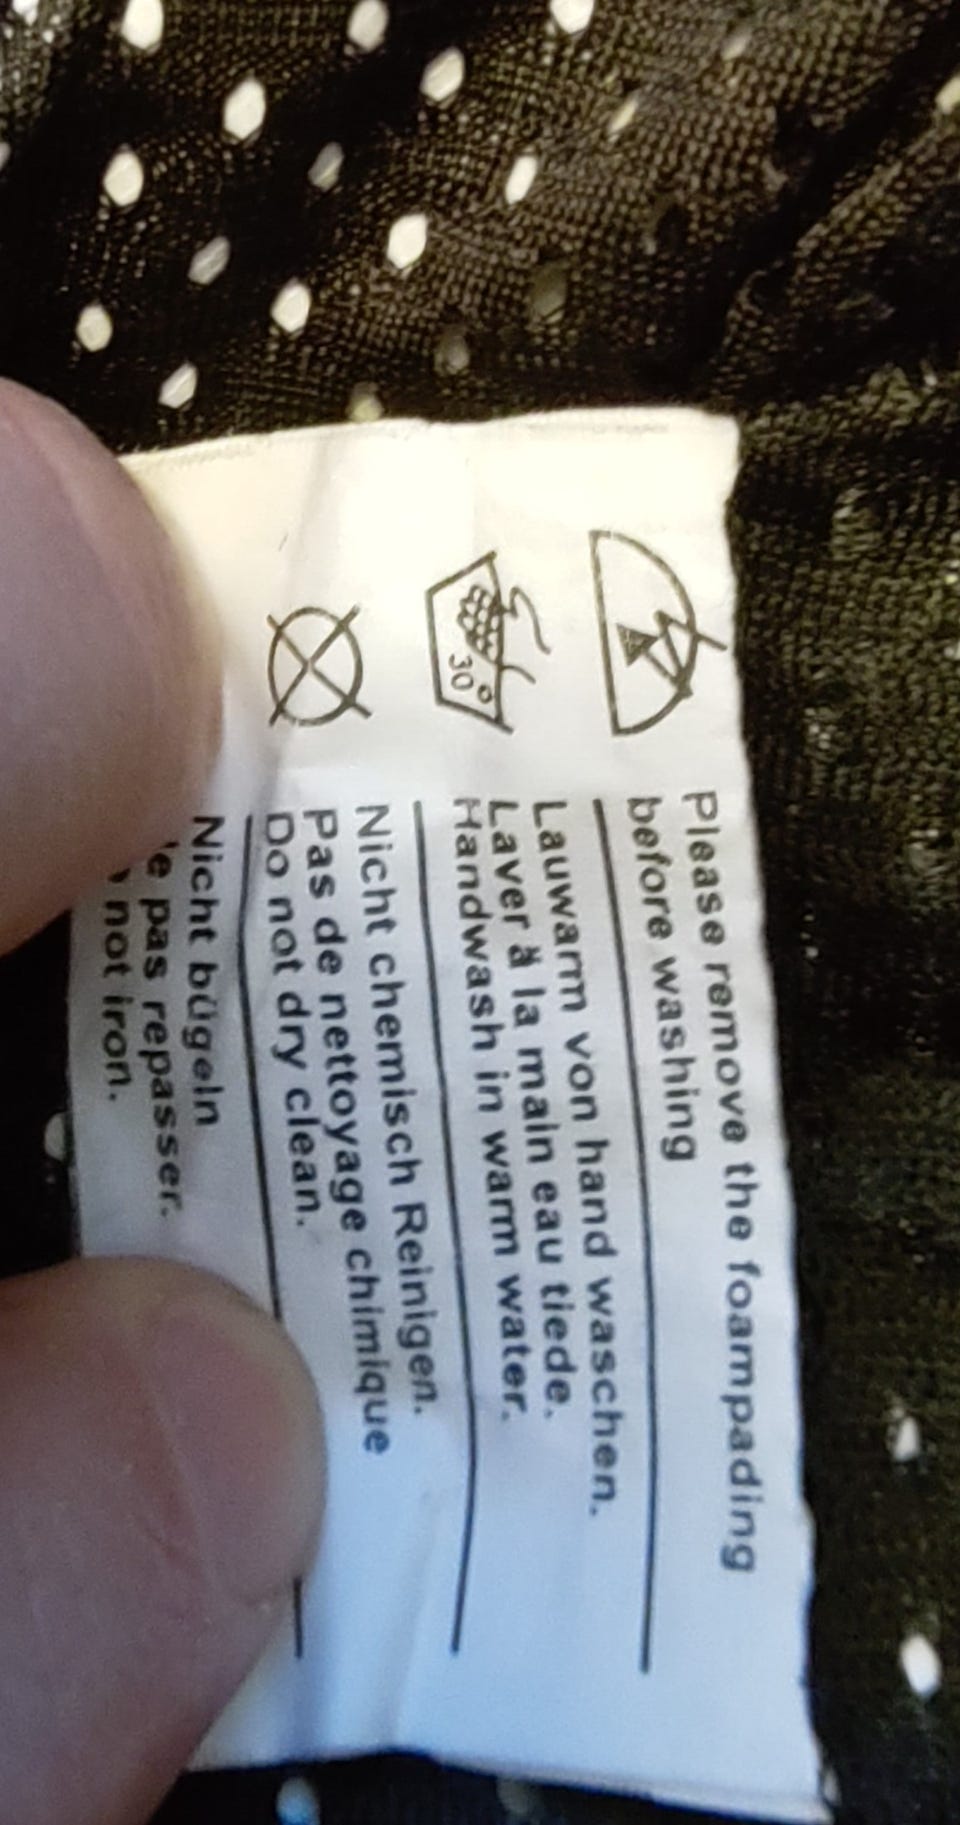 Please remove the foampading
before washing
Lauwarm von hand waschen.
Laver à la main eau tiede.
Handwash in warm water.
30°
Nicht chemisch Reinigen.
Pas de nettoyage chimique
Do not dry clean.
Nicht bügeln
pas repasser.
not iron.